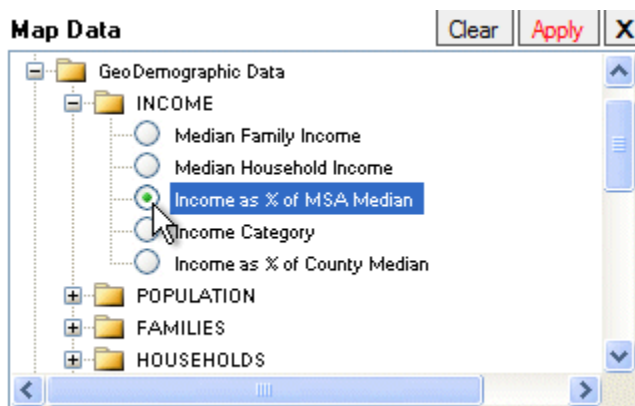 Map Data Clear Apply X
GeoDemographic Data
INCOME
Median Family Income
Median Household Income
Income as % of MSA Median
Income Category
Income as % of County Median
POPULATION
FAMILIES
HOUSEHOLDS